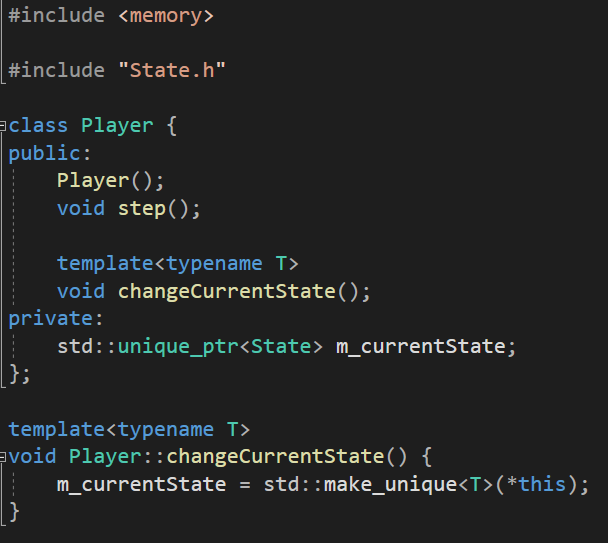 #include <memory>
#include "State.h"
class Player {
public:
    Player();
    void step();
    template<typename T>
    void changeCurrentState();
private:
    std::unique_ptr<State> m_currentState;
};
template<typename T>
void Player::changeCurrentState() {
    m_currentState = std::make_unique<T>(*this);
}